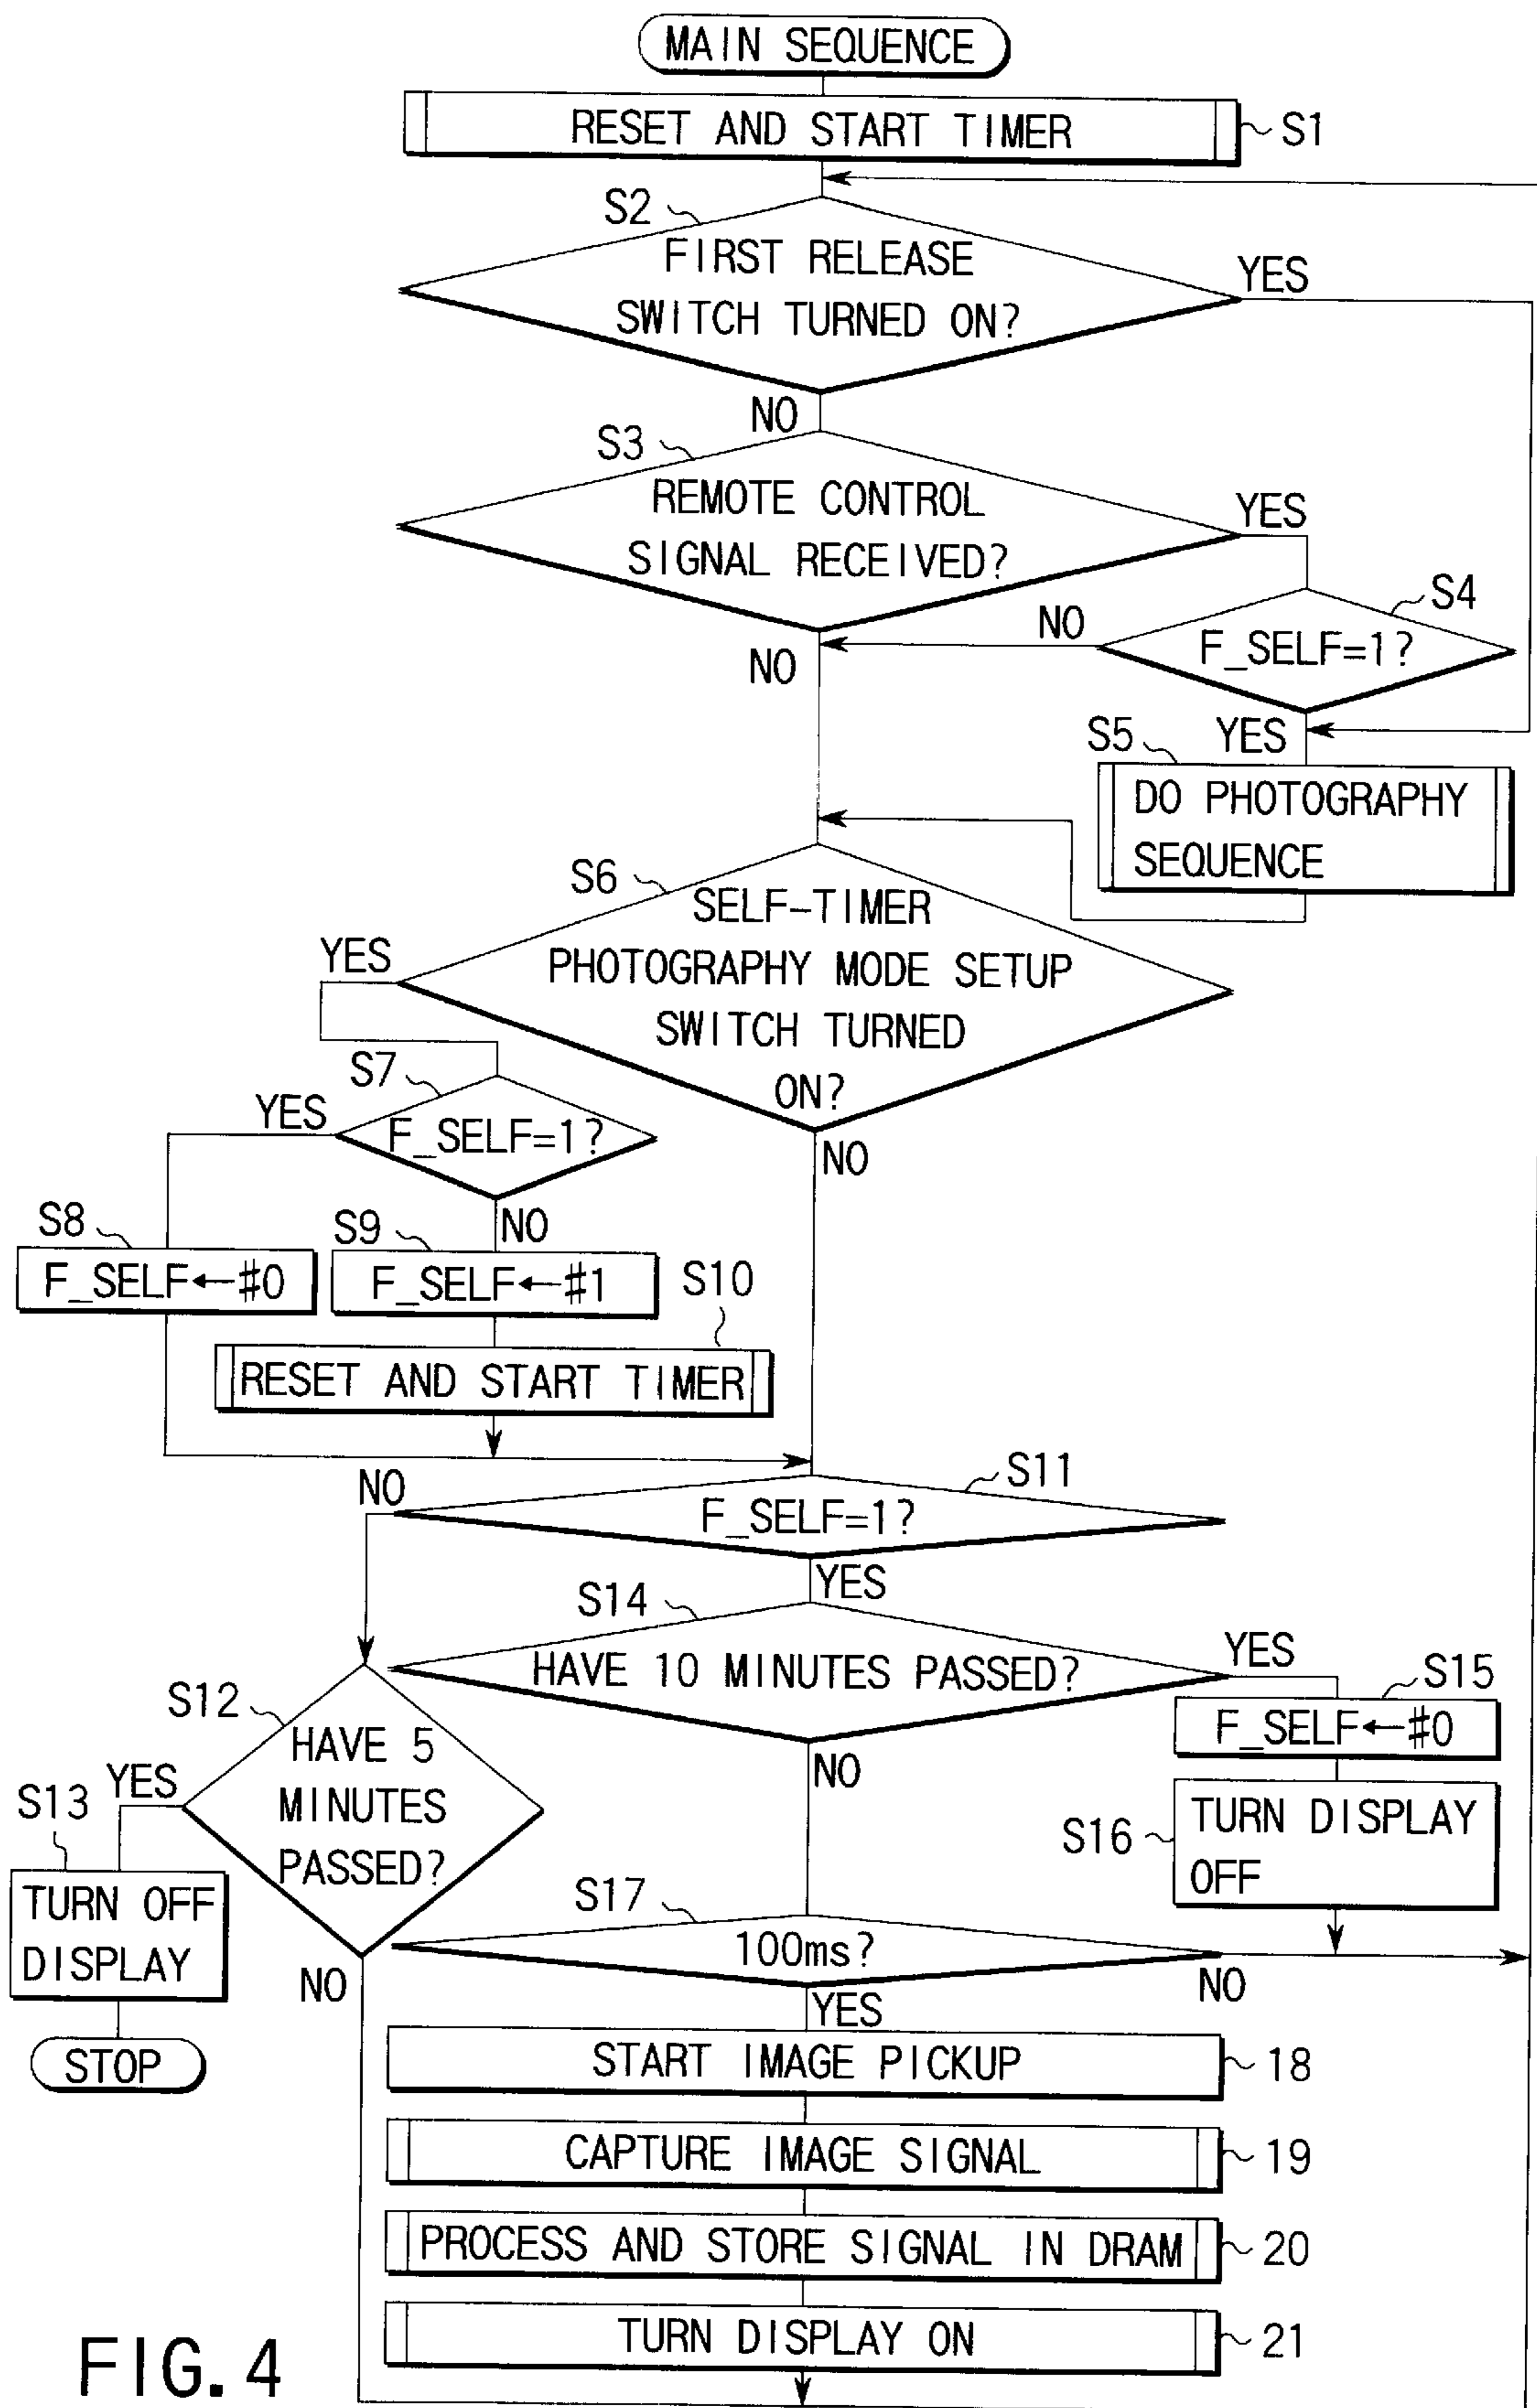 MAIN SEQUENCE
RESET AND START TIMER
S1
S2
FIRST RELEASE
SWITCH TURNED ON?
YES
NO
S3
REMOTE CONTROL
SIGNAL RECEIVED?
YES
S4
NO
F_SELF=1?
NO
S5
YES
DO PHOTOGRAPHY
SEQUENCE
S6
SELF-TIMER
PHOTOGRAPHY MODE SETUP
SWITCH TURNED
ON?
YES
S7
YES
F_SELF=1?
NO
S8
S9
NO
F_SELF←#0
F_SELF←#1
S10
RESET AND START TIMER
NO
S11
F_SELF=1?
YES
S14
HAVE 10 MINUTES PASSED?
YES
S15
F_SELF←#0
S12
HAVE 5
MINUTES
PASSED?
YES
NO
S13
TURN OFF
DISPLAY
S16
TURN DISPLAY
OFF
S17
100ms?
NO
NO
YES
STOP
START IMAGE PICKUP
18
CAPTURE IMAGE SIGNAL
19
PROCESS AND STORE SIGNAL IN DRAM
20
TURN DISPLAY ON
21
FIG. 4